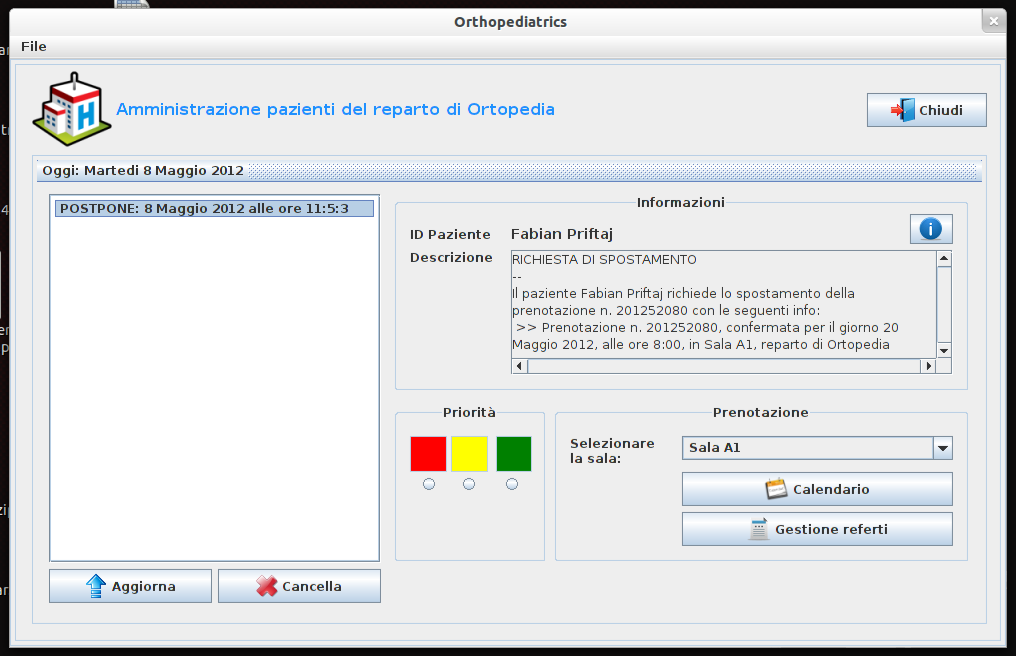 Orthopediatrics
File
Amministrazione pazienti del reparto di Ortopedia
Chiudi
Oggi: Martedi 8 Maggio 2012
POSTPONE: 8 Maggio 2012 alle ore 11:5:3
Aggiorna
Cancella
Informazioni
ID Paziente
Fabian Priftaj
Descrizione
RICHIESTA DI SPOSTAMENTO
--
Il paziente Fabian Priftaj richiede lo spostamento della
prenotazione n. 201252080 con le seguenti info:
>> Prenotazione n. 201252080, confermata per il giorno 20
Maggio 2012, alle ore 8:00, in Sala A1, reparto di Ortopedia
Priorità
Prenotazione
Selezionare
la sala:
Sala A1
Calendario
Gestione referti